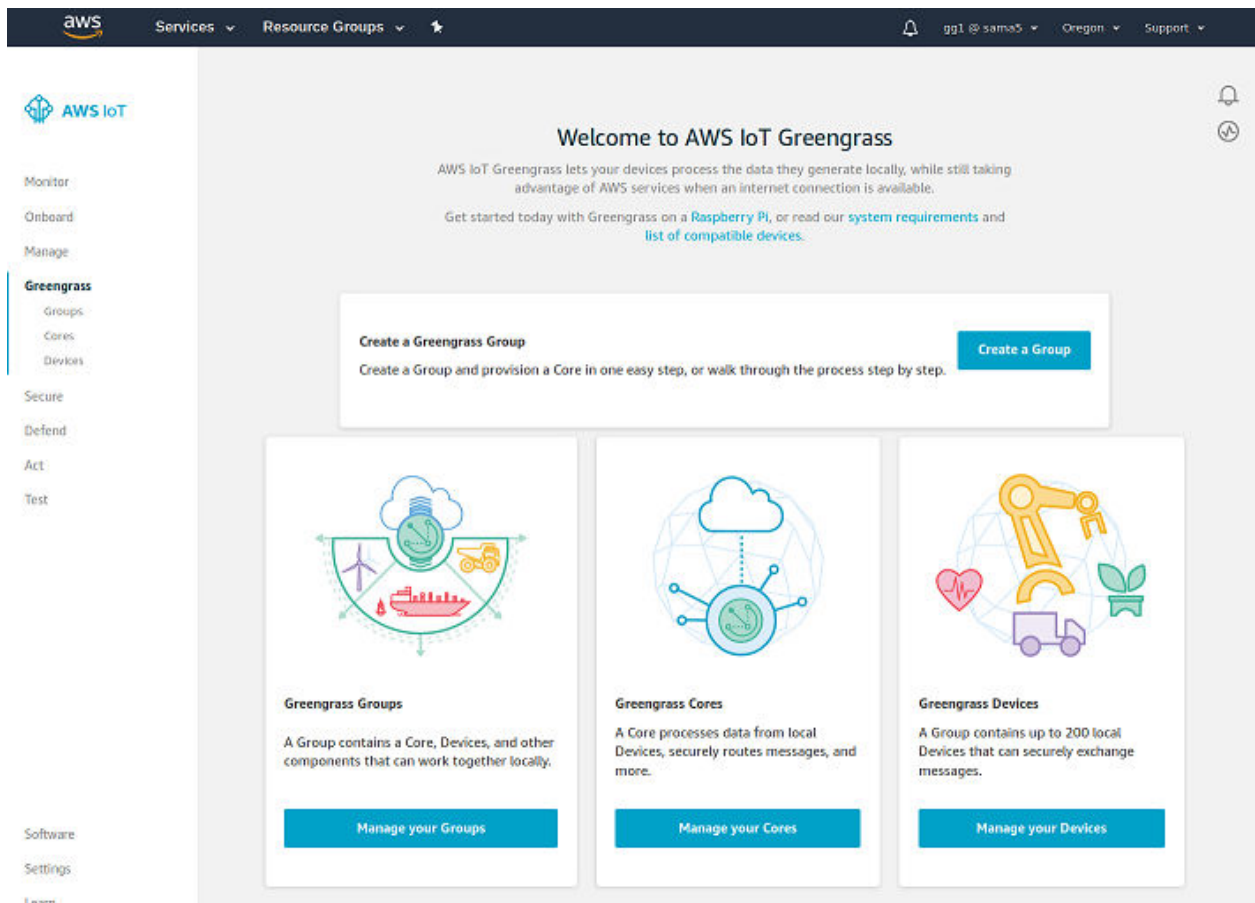 aws Services Resource Groups gg1 @ sama5 Oregon Support
AWS IoT
Monitor
Onboard
Manage
Greengrass
Groups
Cores
Devices
Secure
Defend
Act
Test
Software
Settings
Learn
Welcome to AWS IoT Greengrass
AWS IoT Greengrass lets your devices process the data they generate locally, while still taking
advantage of AWS services when an internet connection is available.
Get started today with Greengrass on a Raspberry Pi, or read our system requirements and
list of compatible devices.
Create a Greengrass Group
Create a Group and provision a Core in one easy step, or walk through the process step by step.
Create a Group
Greengrass Groups
A Group contains a Core, Devices, and other
components that can work together locally.
Manage your Groups
Greengrass Cores
A Core processes data from local
Devices, securely routes messages, and
more.
Manage your Cores
Greengrass Devices
A Group contains up to 200 local
Devices that can securely exchange
messages.
Manage your Devices